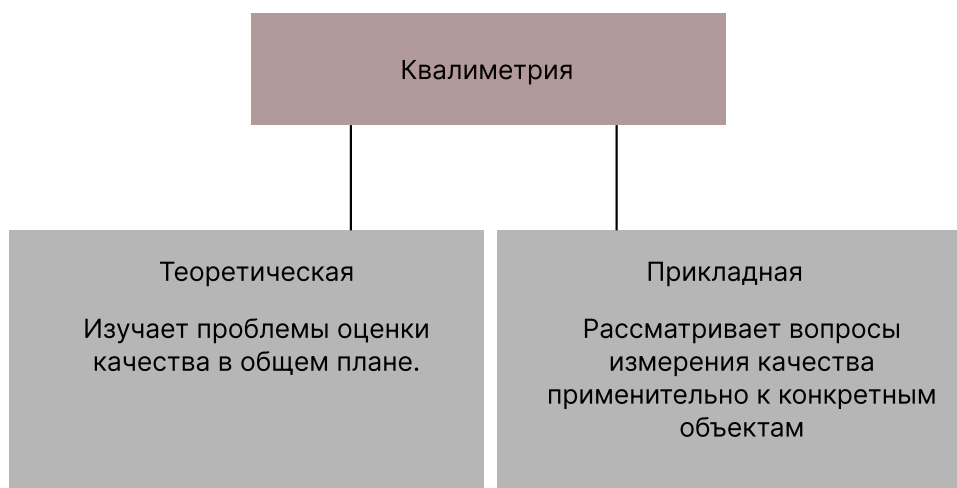 Квалиметрия
Теоретическая
Изучает проблемы оценки
качества в общем плане.
Прикладная
Рассматривает вопросы
измерения качества
применительно к конкретным
объектам